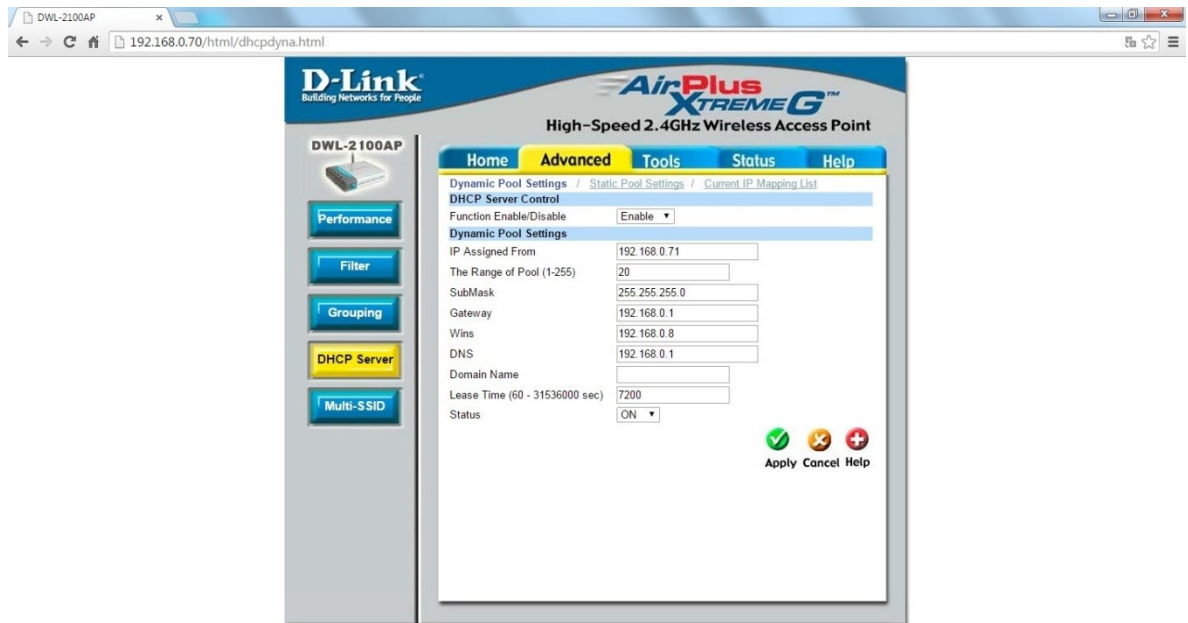 DWL-2100AP
192.168.0.70/html/dhcpdyna.html
D-Link
Building Networks for People
AirPlus
XTREME G™
High-Speed 2.4GHz Wireless Access Point
DWL-2100AP
Home Advanced Tools Status Help
Performance
Filter
Grouping
DHCP Server
Multi-SSID
Dynamic Pool Settings / Static Pool Settings / Current IP Mapping List
DHCP Server Control
Function Enable/Disable Enable
Dynamic Pool Settings
IP Assigned From 192.168.0.71
The Range of Pool (1-255) 20
SubMask 255.255.255.0
Gateway 192.168.0.1
Wins 192.168.0.8
DNS 192.168.0.1
Domain Name
Lease Time (60 - 31536000 sec) 7200
Status ON
Apply Cancel Help